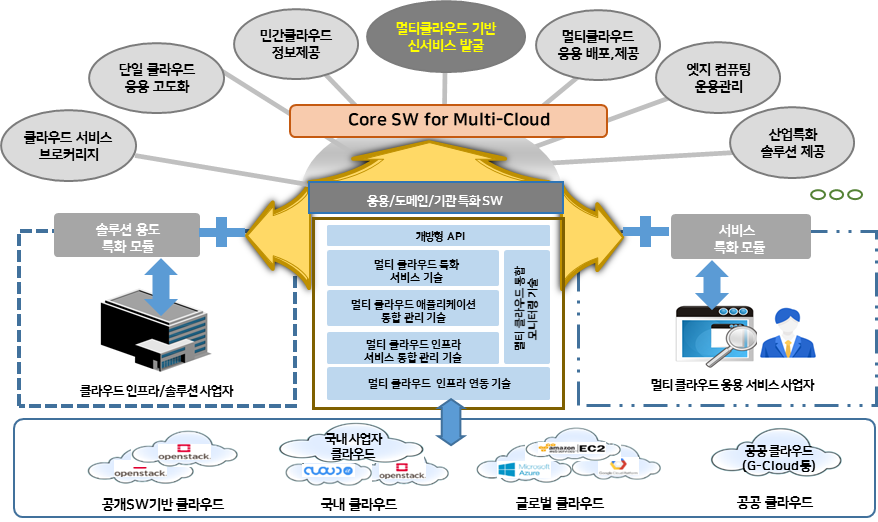 멀티클라우드 기반
신서비스 발굴
민간클라우드
정보제공
멀티클라우드
응용 배포,제공
단일 클라우드
응용 고도화
엣지 컴퓨팅
운용관리
클라우드 서비스
브로커리지
산업특화
솔루션 제공
Core SW for Multi-Cloud
응용/도메인/기관 특화 SW
솔루션 용도
특화 모듈
서비스
특화 모듈
개방형 API
멀티 클라우드 특화
서비스 기술
멀티 클라우드 애플리케이션
통합 관리 기술
멀티 클라우드 인프라
서비스 통합 관리 기술
멀티 클라우드 통합
모니터링 기술
멀티 클라우드 인프라 연동 기술
클라우드 인프라/솔루션 사업자
멀티 클라우드 응용 서비스 사업자
openstack.
openstack.
공개SW기반 클라우드
국내 사업자
클라우드
openstack.
국내 클라우드
amazon
EC2
Microsoft
Azure
Google Cloud Platform
글로벌 클라우드
공공 클라우드
(G-Cloud통)
공공 클라우드